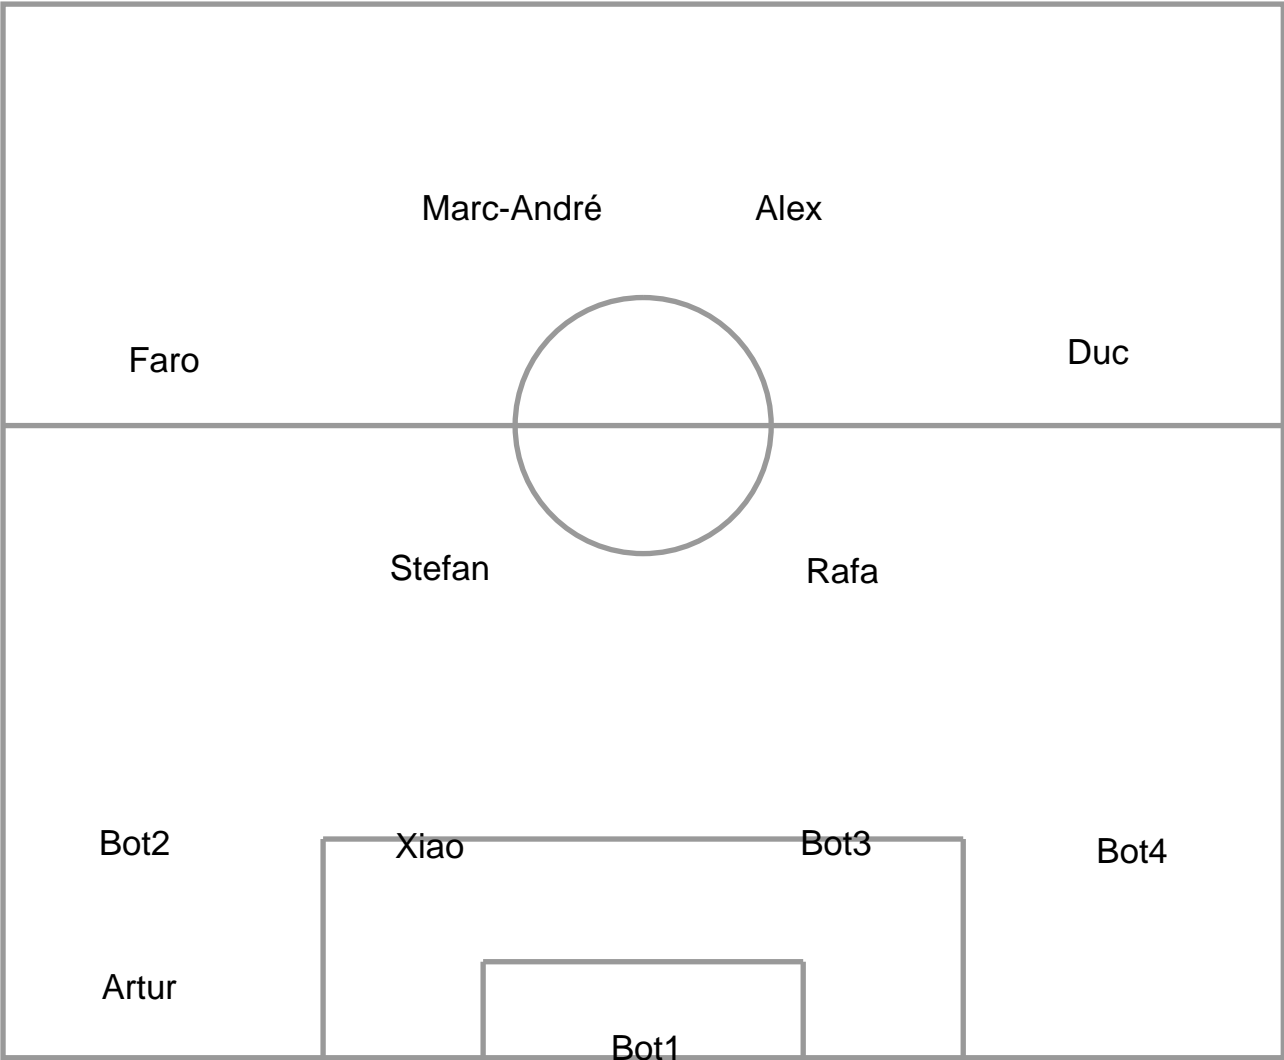 Marc-André Alex
Faro Duc
Stefan Rafa
Bot2 Xiao Bot3 Bot4
Artur
Bot1